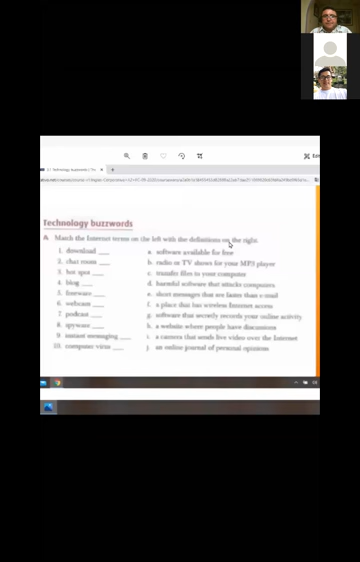 Technology buzzwords
A. Match the Internet terms on the left with the definitions on the right.
1. download ___ a. software available for free
2. chat room ___ b. radio or TV shows for your MP3 player
3. hot spot ___ c. transfer files to your computer
4. blog ___ d. harmful software that attacks computers
5. freeware ___ e. short messages that are faster than e-mail
6. webcam ___ f. a place that has wireless Internet access
7. podcast ___ g. software that secretly records your online activity
8. spyware ___ h. a website where people have discussions
9. instant messaging ___ i. a camera that sends live video over the Internet
10. computer virus ___ j. an online journal of personal opinions